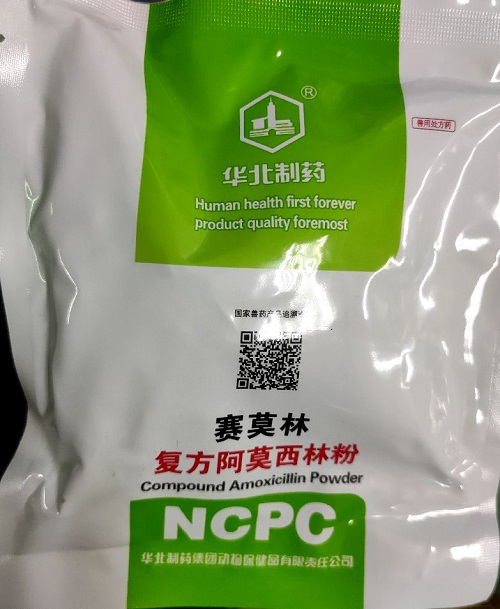 ®
兽用处方药
华北制药
Human health first forever
product quality foremost
国家兽药产品追溯
赛莫林
复方阿莫西林粉
Compound Amoxicillin Powder
NCPC
华北制药集团动物保健品有限责任公司